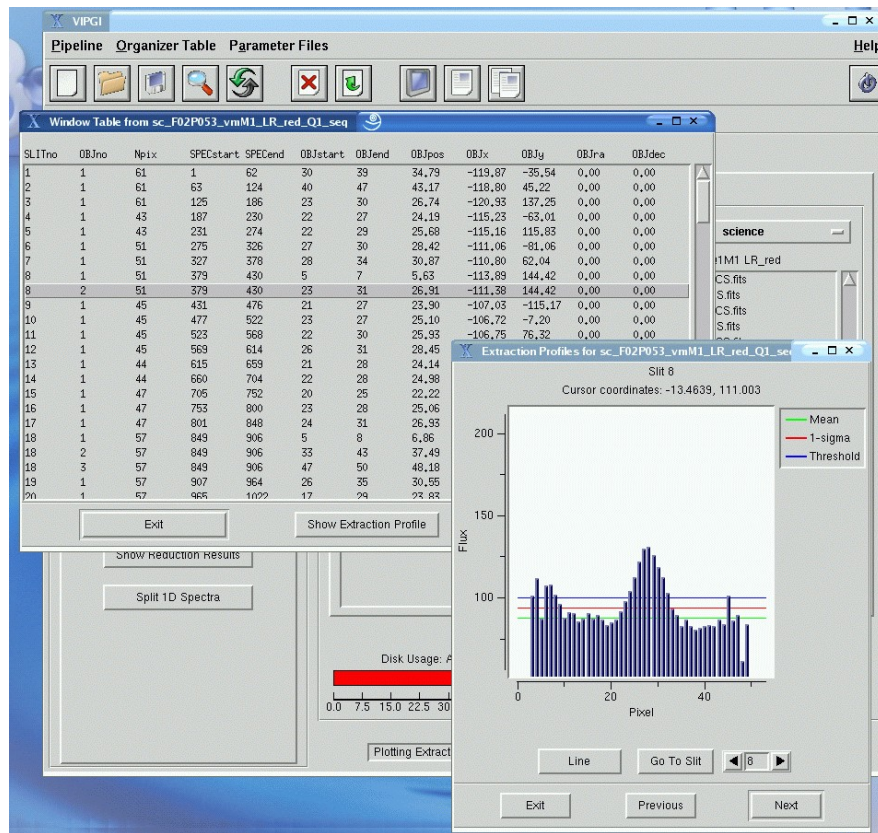 VIPGI
Pipeline Organizer Table Parameter Files Help
Window Table from sc_F02P053_vmM1_LR_red_Q1_seq
SLITno OBJno Npix SPECstart SPECend OBJstart OBJend OBJpos OBJx OBJy OBJra OBJdec
1 1 61 1 62 30 39 34.79 -119.87 -35.54 0.00 0.00
2 1 61 63 124 40 47 43.17 -118.80 45.22 0.00 0.00
3 1 61 125 186 23 30 26.74 -120.93 137.25 0.00 0.00
4 1 43 187 230 22 27 24.19 -115.23 -63.01 0.00 0.00
5 1 43 231 274 22 29 25.68 -115.16 115.83 0.00 0.00
6 1 51 275 326 27 30 28.42 -111.06 -81.06 0.00 0.00
7 1 51 327 378 28 34 30.87 -110.80 62.04 0.00 0.00
8 1 51 379 430 5 7 5.63 -113.89 144.42 0.00 0.00
8 2 51 379 430 23 31 26.91 -111.38 144.42 0.00 0.00
9 1 45 431 476 21 27 23.90 -107.03 -115.17 0.00 0.00
10 1 45 477 522 23 27 25.10 -106.72 -7.20 0.00 0.00
11 1 45 523 568 22 30 25.93 -106.75 76.32 0.00 0.00
12 1 45 569 614 26 31 28.45
13 1 44 615 659 21 28 24.14
14 1 44 660 704 22 28 24.98
15 1 47 705 752 20 25 22.22
16 1 47 753 800 23 28 25.06
17 1 47 801 848 24 31 26.93
18 1 57 849 906 5 8 6.86
18 2 57 849 906 33 43 37.49
18 3 57 849 906 47 50 48.18
19 1 57 907 964 26 35 30.55
20 1 57 965 1022 17 29 23.83
Exit Show Extraction Profile
science
M1 LR_red
CS.fits
S.fits
CS.fits
S.fits
Show Reduction Results
Split 1D Spectra
Disk Usage: A
0.0 7.5 15.0 22.5 30
Plotting Extract
Extraction Profiles for sc_F02P053_vmM1_LR_red_Q1_se
Slit 8
Cursor coordinates: -13.4639, 111.003
Mean
1-sigma
Threshold
200
150
100
Flux
0 20 40
Pixel
Line Go To Slit 8
Exit Previous Next